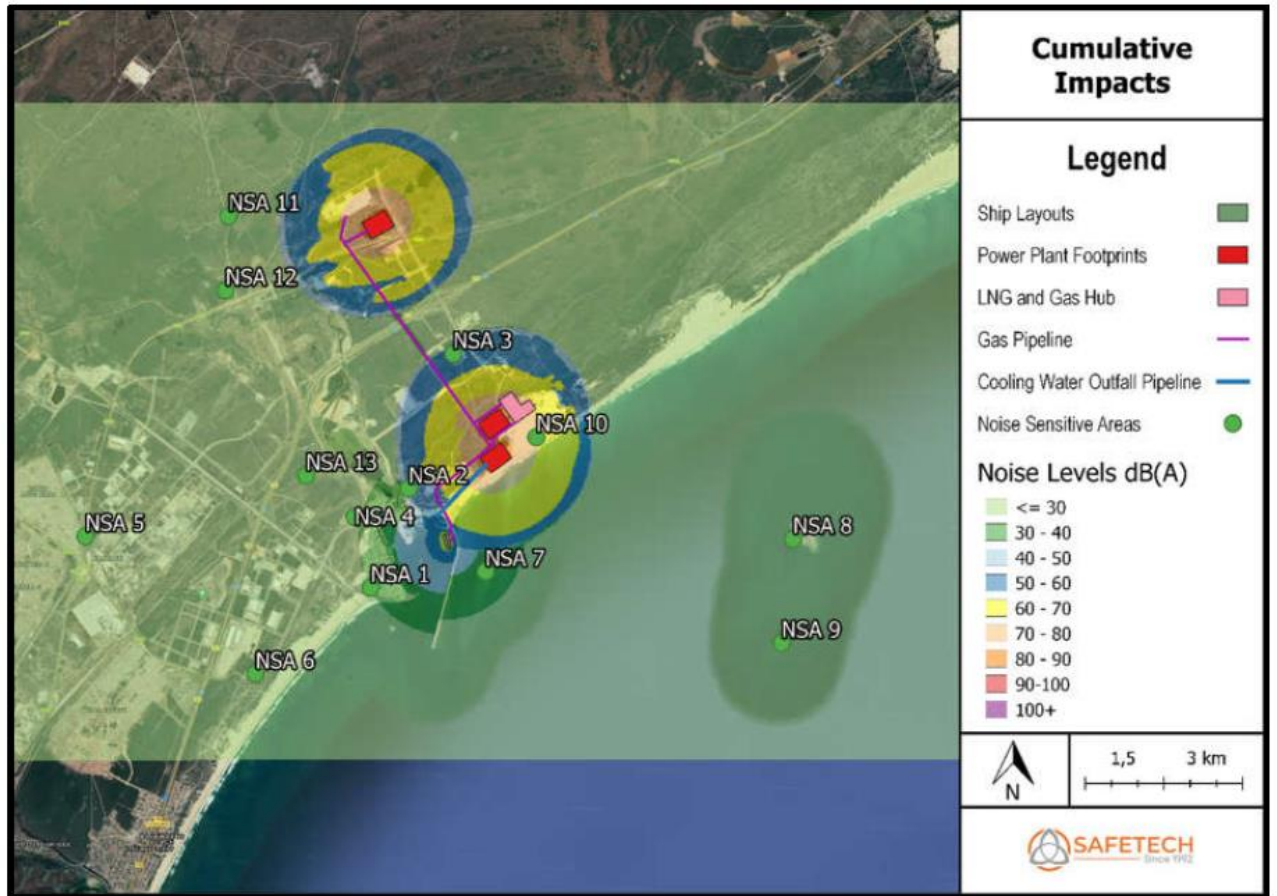 Cumulative
Impacts
Legend
Ship Layouts
Power Plant Footprints
LNG and Gas Hub
Gas Pipeline
Cooling Water Outfall Pipeline
Noise Sensitive Areas
Noise Levels dB(A)
<= 30
30 - 40
40 - 50
50 - 60
60 - 70
70 - 80
80 - 90
90-100
100+
1,5 3 km
N
SAFETECH
Since 1992
NSA 11
NSA 12
NSA 3
NSA 10
NSA 13
NSA 2
NSA 4
NSA 5
NSA 8
NSA 7
NSA 1
NSA 9
NSA 6